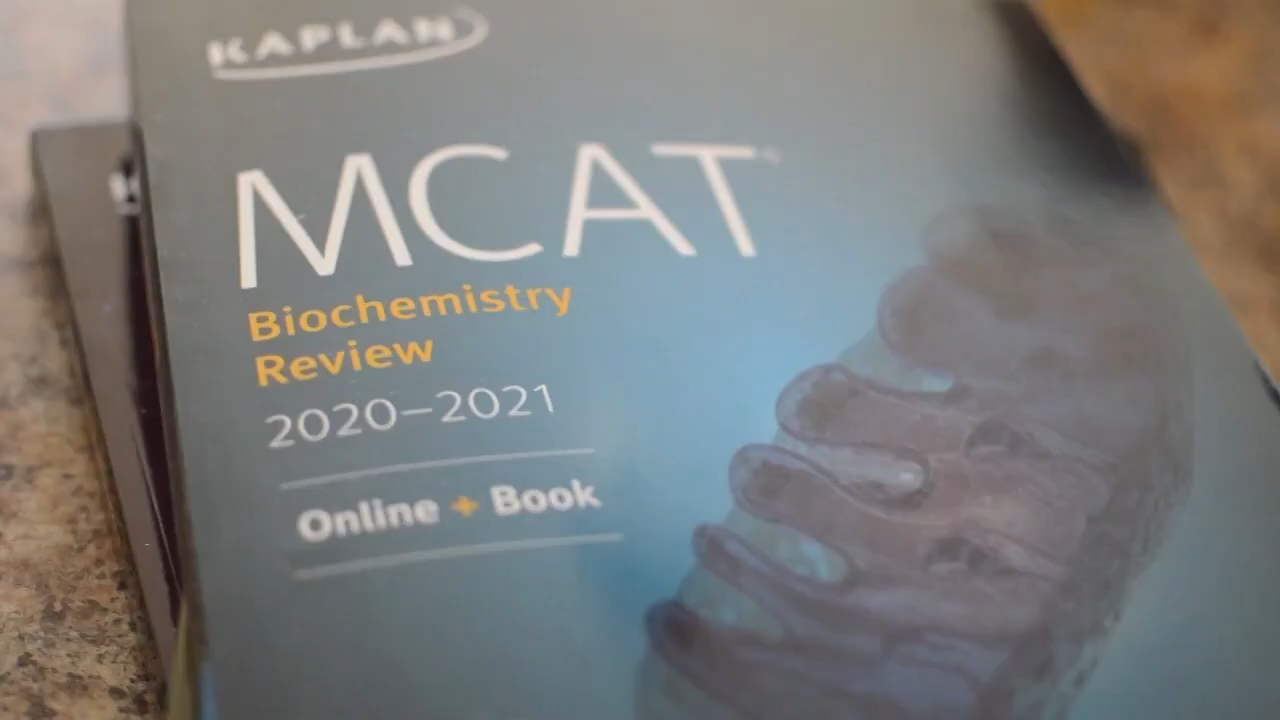 KAPLAN
MCAT
Biochemistry
Review
2020–2021
Online + Book